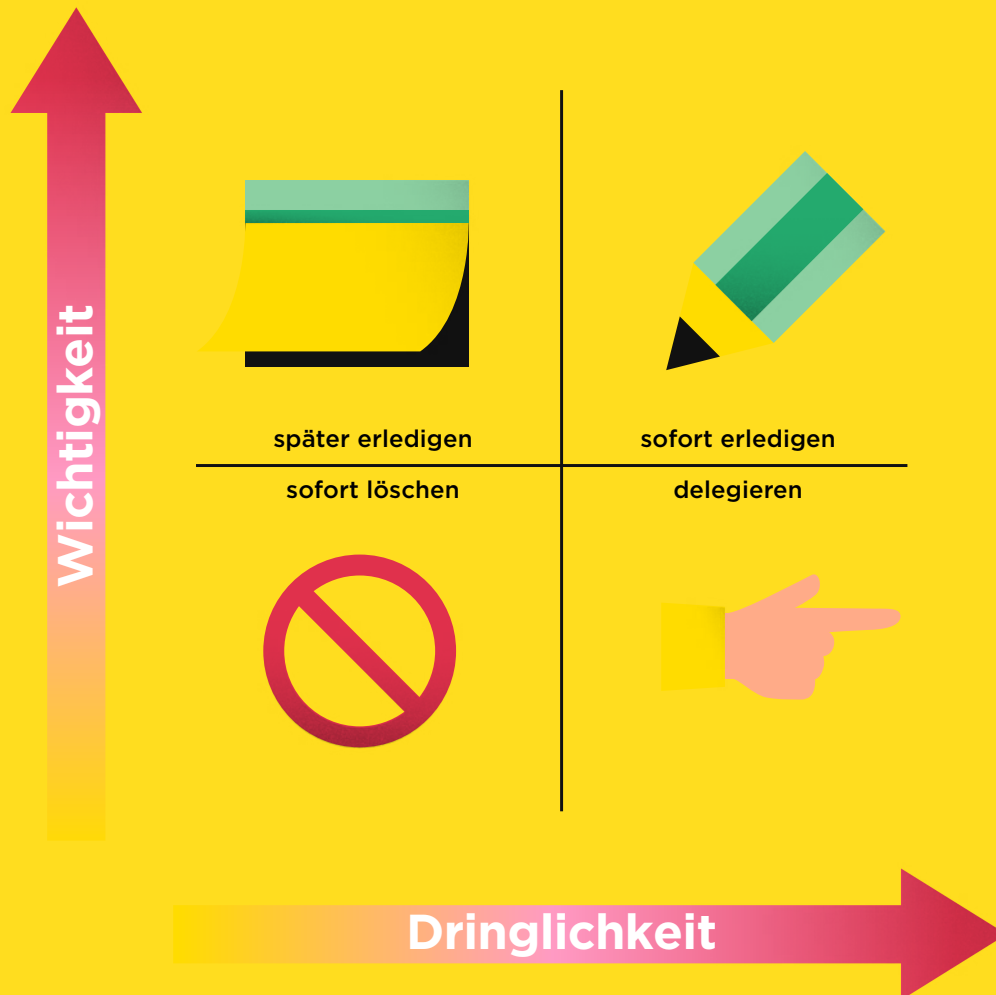 Wichtigkeit
später erledigen
sofort erledigen
sofort löschen
delegieren
Dringlichkeit